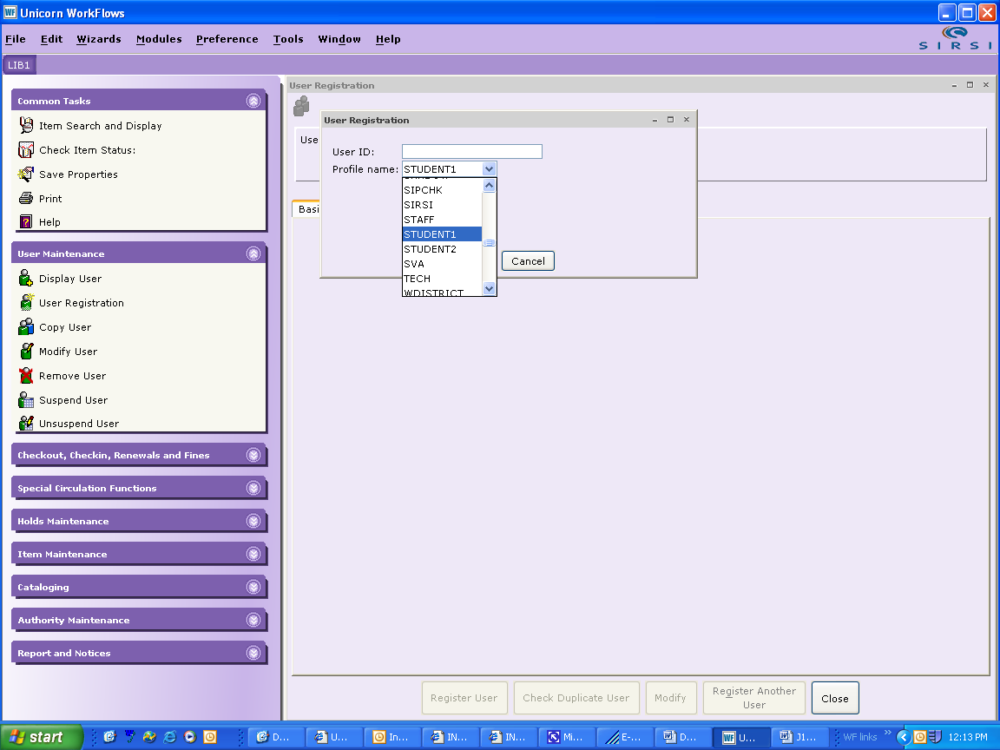 Unicorn WorkFlows
File Edit Wizards Modules Preference Tools Window Help
SIRSI
LIB1
Common Tasks
Item Search and Display
Check Item Status:
Save Properties
Print
Help
User Maintenance
Display User
User Registration
Copy User
Modify User
Remove User
Suspend User
Unsuspend User
Checkout, Checkin, Renewals and Fines
Special Circulation Functions
Holds Maintenance
Item Maintenance
Cataloging
Authority Maintenance
Report and Notices
User Registration
Use
Basi
User Registration
User ID:
Profile name: STUDENT1
SIPCHK
SIRSI
STAFF
STUDENT1
STUDENT2
SVA
TECH
WDISTRICT
Cancel
Register User
Check Duplicate User
Modify
Register Another
User
Close
start D... U... In... IN... IN... Mi... E-... D... U... J1... WF links 12:13 PM